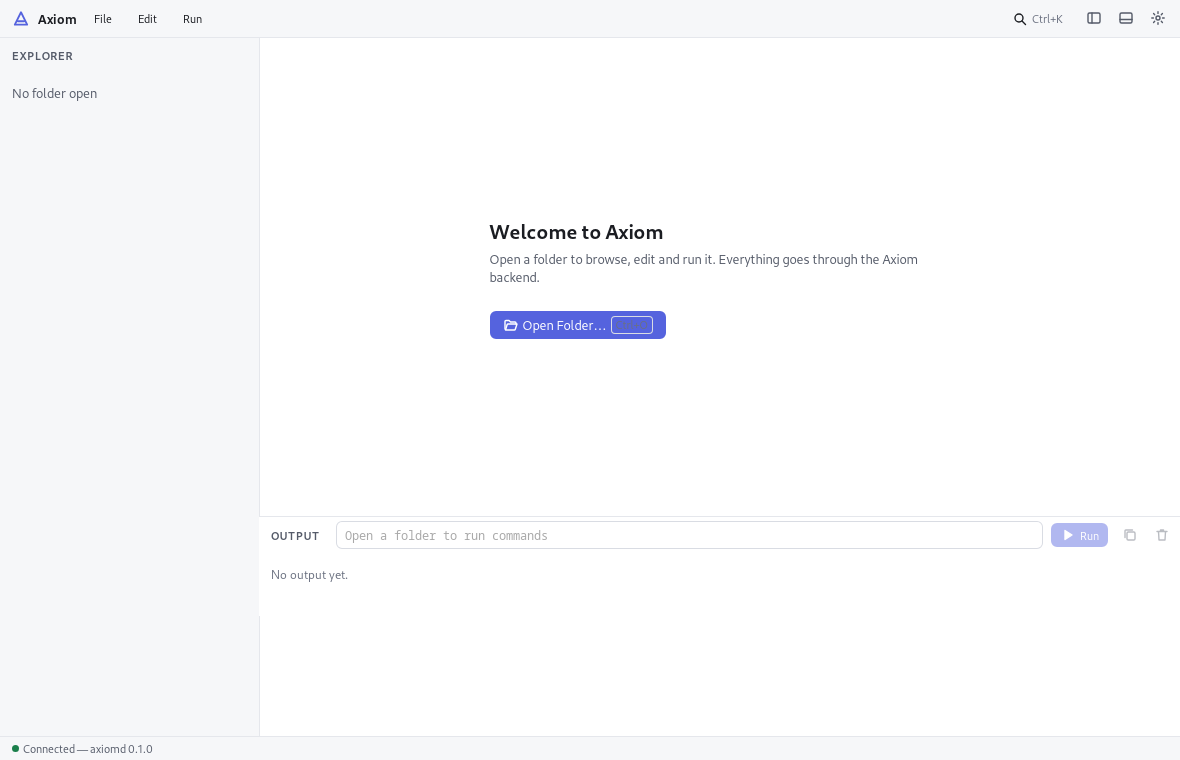 Axiom File Edit Run Ctrl+K
EXPLORER
No folder open
Welcome to Axiom
Open a folder to browse, edit and run it. Everything goes through the Axiom
backend.
Open Folder…
OUTPUT Open a folder to run commands Run
No output yet.
Connected — axiomd 0.1.0